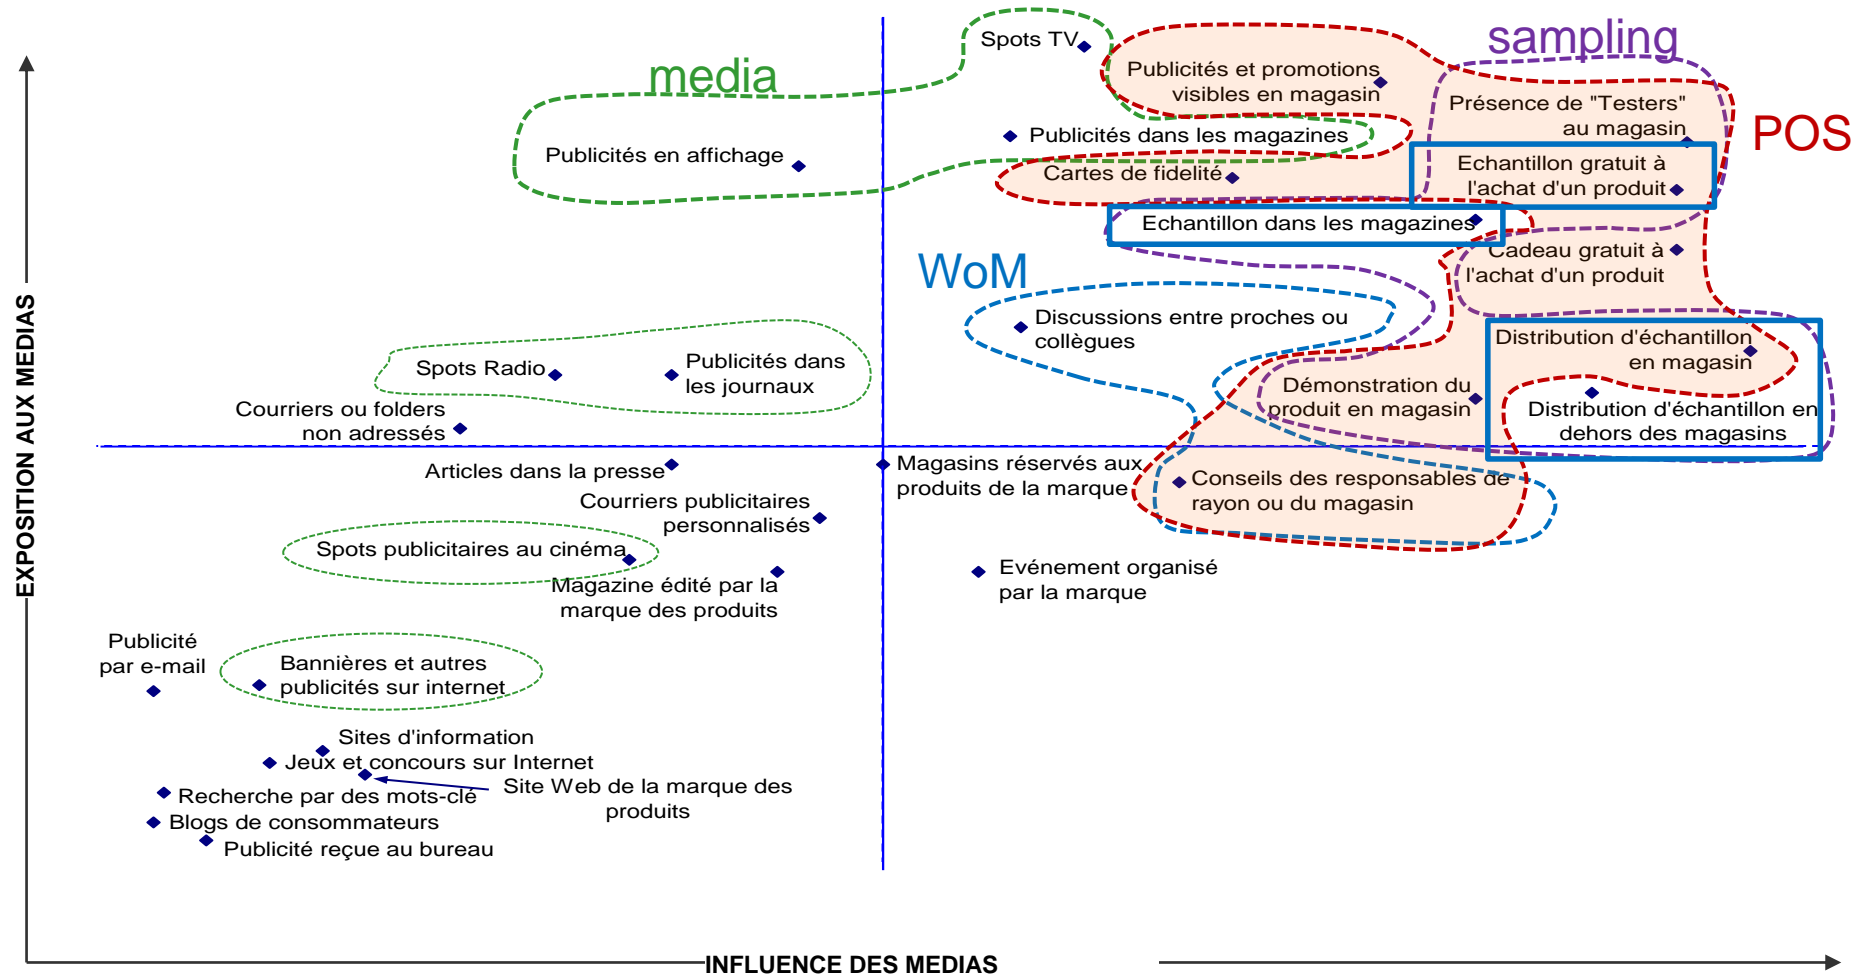 sampling
Spots TV
media
Publicités et promotions
visibles en magasin
Présence de "Testers"
au magasin
POS
Publicités dans les magazines
Publicités en affichage
Echantillon gratuit à
l'achat d'un produit
Cartes de fidelité
Echantillon dans les magazines
WoM
Cadeau gratuit à
l'achat d'un produit
Discussions entre proches ou
collègues
Distribution d'échantillon
en magasin
Spots Radio
Publicités dans
les journaux
Démonstration du
produit en magasin
Courriers ou folders
non adressés
Distribution d'échantillon en
dehors des magasins
EXPOSITION AUX MEDIAS
Articles dans la presse
Magasins réservés aux
produits de la marque
Conseils des responsables de
rayon ou du magasin
Courriers publicitaires
personnalisés
Spots publicitaires au cinéma
Magazine édité par la
marque des produits
Evénement organisé
par la marque
Publicité
par e-mail
Bannières et autres
publicités sur internet
Sites d'information
Jeux et concours sur Internet
Site Web de la marque des
produits
Recherche par des mots-clé
Blogs de consommateurs
Publicité reçue au bureau
INFLUENCE DES MEDIAS